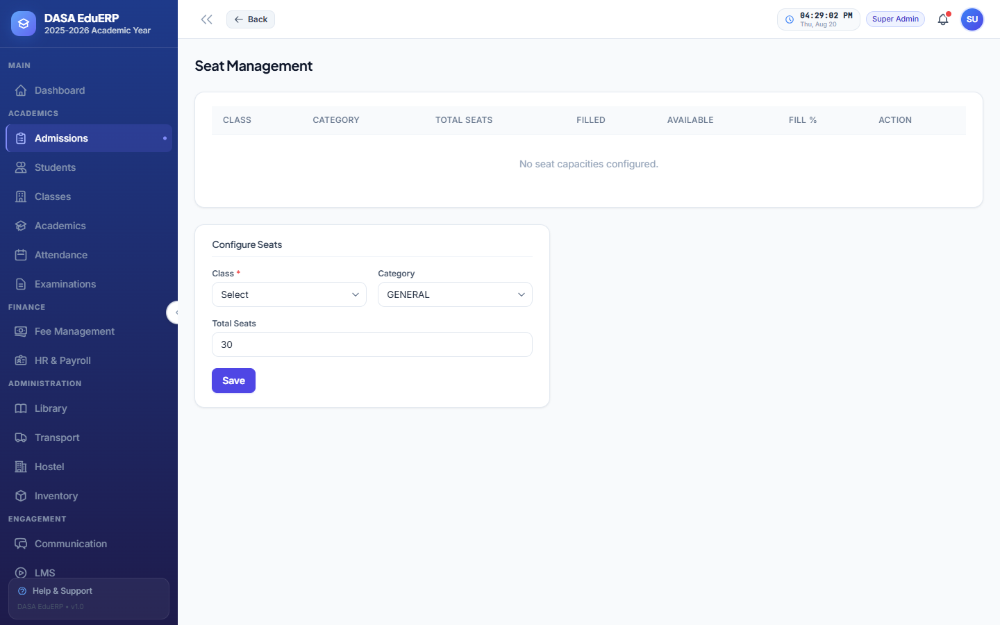 DASA EduERP
2025-2026 Academic Year
MAIN
Dashboard
ACADEMICS
Admissions
Students
Classes
Academics
Attendance
Examinations
FINANCE
Fee Management
HR & Payroll
ADMINISTRATION
Library
Transport
Hostel
Inventory
ENGAGEMENT
Communication
LMS
Help & Support
DASA EduERP • v1.0
Back
04:29:02 PM
Thu, Aug 20
Super Admin
SU
Seat Management
CLASS CATEGORY TOTAL SEATS FILLED AVAILABLE FILL % ACTION
No seat capacities configured.
Configure Seats
Class * Category
Select GENERAL
Total Seats
30
Save